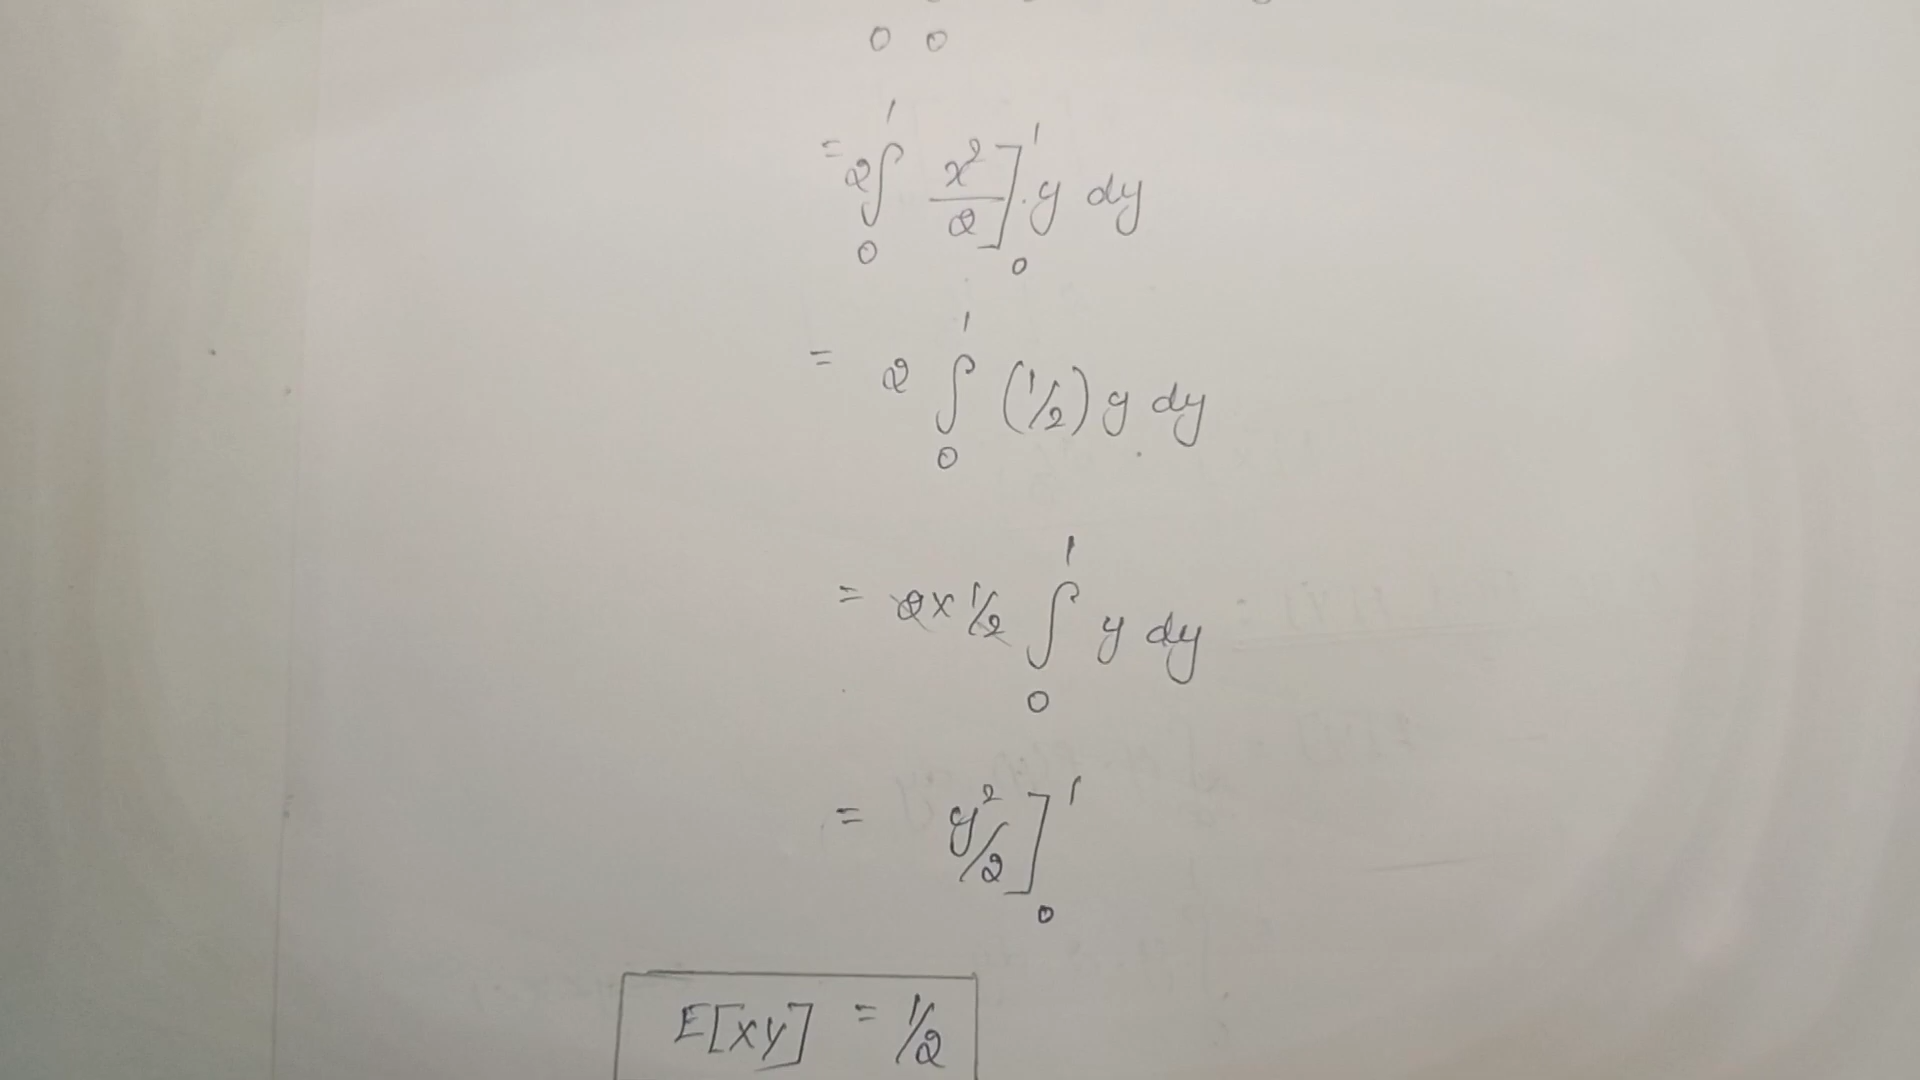 0 0
= 2 ∫₀¹ x²/2 ]₀¹ . y dy
= 2 ∫₀¹ (1/2) y dy
= 2 x 1/2 ∫₀¹ y dy
= y²/2 ]₀¹
E[XY] = 1/2